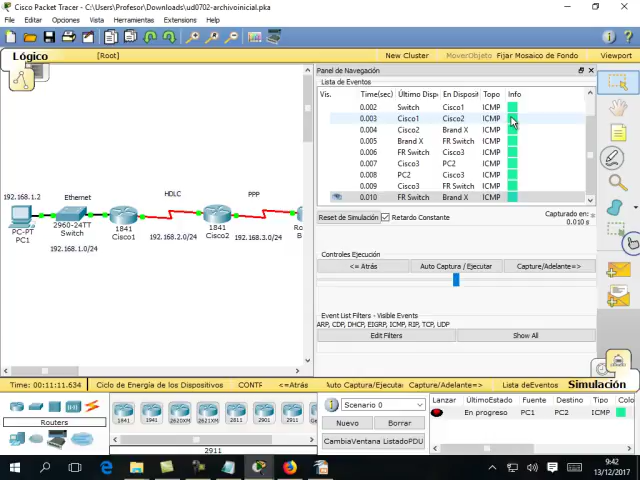 Cisco Packet Tracer - C:\Users\Profesor\Downloads\ud0702-archivoinicial.pka
File Edit Opciones Vista Herramientas Extensions Help
Lógico [Root] New Cluster MoverObjeto Fijar Mosaico de Fondo Viewport
Panel de Navegación
Lista de Eventos
Vis. Time(sec) Último Disp En Disposit Tipo Info
0.002 Switch Cisco1 ICMP
0.003 Cisco1 Cisco2 ICMP
0.004 Cisco2 Brand X ICMP
0.005 Brand X FR Switch ICMP
0.006 FR Switch Cisco3 ICMP
0.007 Cisco3 PC2 ICMP
0.008 PC2 Cisco3 ICMP
0.009 Cisco3 FR Switch ICMP
0.010 FR Switch Brand X ICMP
Reset de Simulación Retardo Constante Capturado en:
0.010 s
192.168.1.2 Ethernet HDLC PPP
PC-PT
PC1
2960-24TT
Switch
1841
Cisco1
1841
Cisco2
Ro
B
192.168.1.0/24 192.168.2.0/24 192.168.3.0/24
Controles Ejecución
<= Atrás Auto Captura / Ejecutar Capture/Adelante=>
Event List Filters - Visible Events
ARP, CDP, DHCP, EIGRP, ICMP, RIP, TCP, UDP
Edit Filters Show All
Time: 00:11:11.634 Ciclo de Energía de los Dispositivos CONTR <=Atrás Auto Captura/Ejecutar Capture/Adelante=> Lista deEventos Simulación
Routers
1841 1941 2620XM 2621XM 2811 2901 2911
2911
Scenario 0
Nuevo Borrar
CambiaVentana ListadoPDU
Lanzar ÚltimoEstado Fuente Destino Tipo Colo
En progreso PC1 PC2 ICMP
9:42
13/12/2017